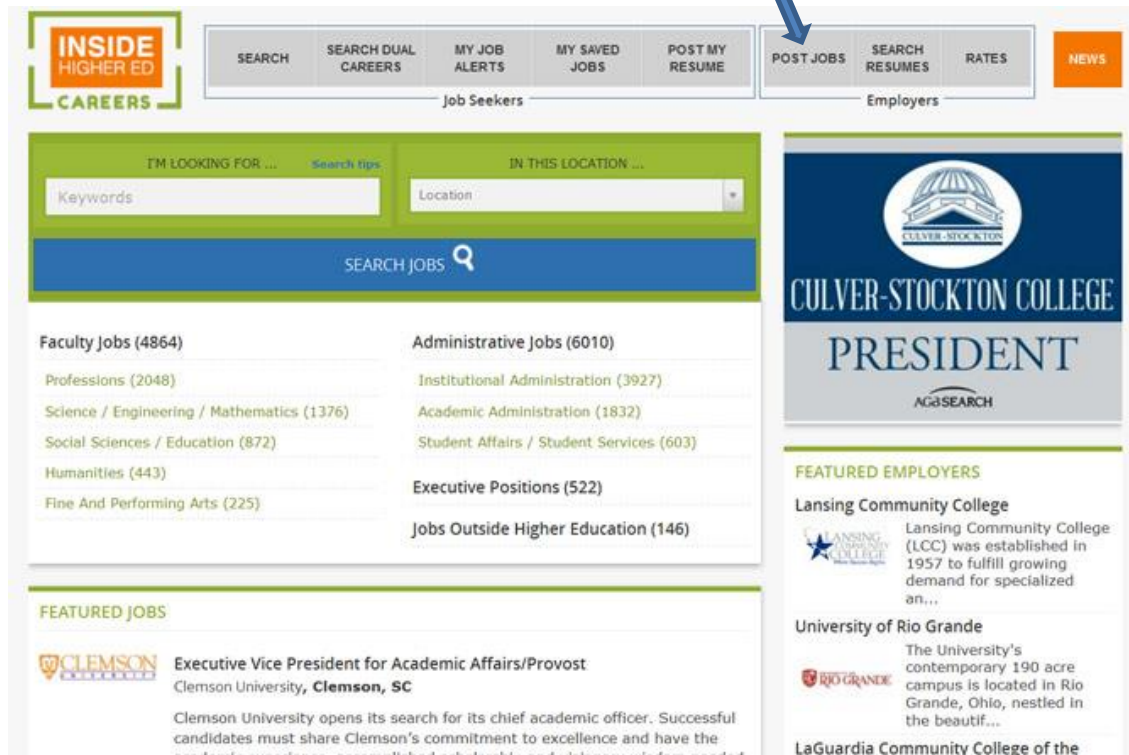 INSIDE
HIGHER ED
CAREERS
SEARCH
SEARCH DUAL
CAREERS
MY JOB
ALERTS
MY SAVED
JOBS
POST MY
RESUME
Job Seekers
POST JOBS
SEARCH
RESUMES
RATES
Employers
NEWS
I'M LOOKING FOR ... Search tips
Keywords
IN THIS LOCATION ...
Location
SEARCH JOBS
Faculty Jobs (4864)
Professions (2048)
Science / Engineering / Mathematics (1376)
Social Sciences / Education (872)
Humanities (443)
Fine And Performing Arts (225)
Administrative Jobs (6010)
Institutional Administration (3927)
Academic Administration (1832)
Student Affairs / Student Services (603)
Executive Positions (522)
Jobs Outside Higher Education (146)
FEATURED JOBS
CLEMSON
UNIVERSITY
Executive Vice President for Academic Affairs/Provost
Clemson University, Clemson, SC
Clemson University opens its search for its chief academic officer. Successful
candidates must share Clemson's commitment to excellence and have the
CULVER-STOCKTON
CULVER-STOCKTON COLLEGE
PRESIDENT
AGB SEARCH
FEATURED EMPLOYERS
Lansing Community College
LANSING
COMMUNITY
COLLEGE
Lansing Community College
(LCC) was established in
1957 to fulfill growing
demand for specialized
an...
University of Rio Grande
RIO GRANDE
The University's
contemporary 190 acre
campus is located in Rio
Grande, Ohio, nestled in
the beautif...
LaGuardia Community College of the